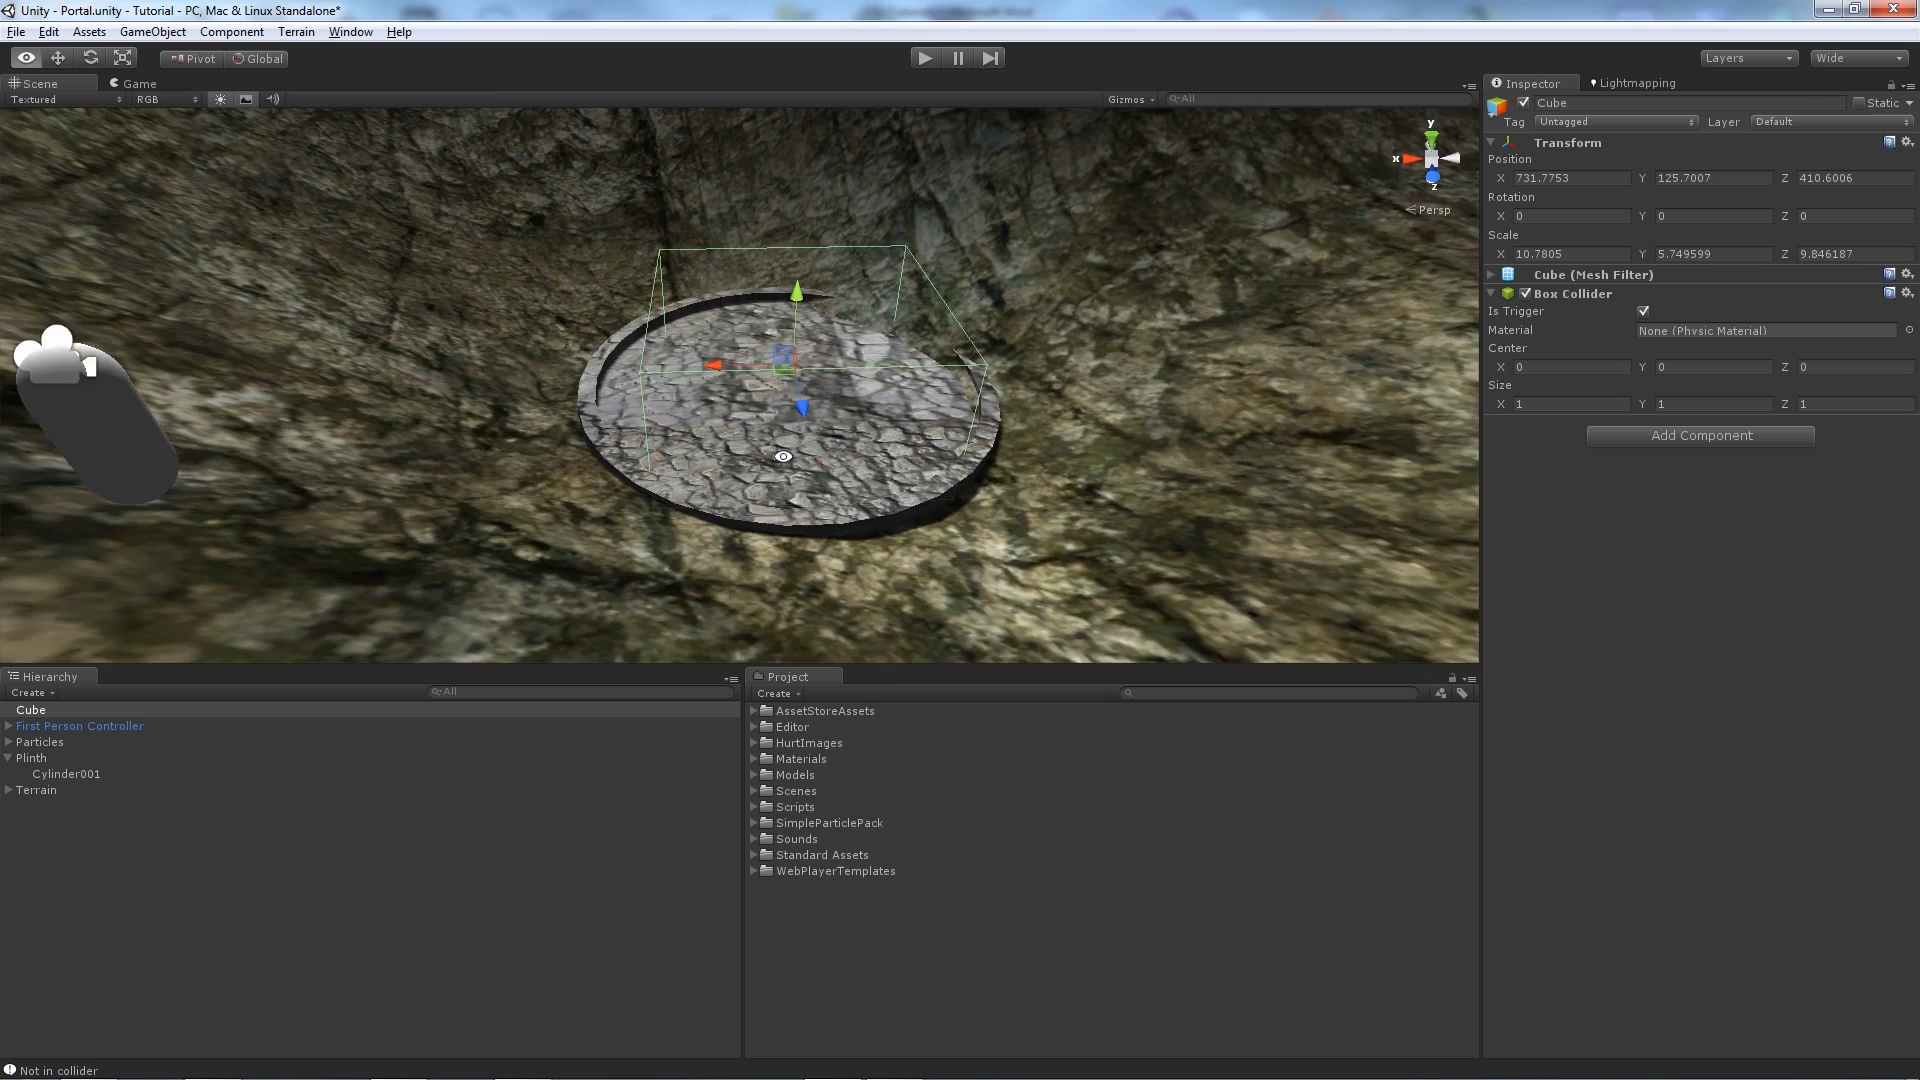 Unity - Portal.unity - Tutorial - PC, Mac & Linux Standalone*
File Edit Assets GameObject Component Terrain Window Help
Pivot Global Layers Wide
Scene Game
Textured RGB Gizmos All
y
x
z
Persp
Inspector Lightmapping
Cube Static
Tag Untagged Layer Default
Transform
Position
X 731.7753 Y 125.7007 Z 410.6006
Rotation
X 0 Y 0 Z 0
Scale
X 10.7805 Y 5.749599 Z 9.846187
Cube (Mesh Filter)
Box Collider
Is Trigger
Material None (Physic Material)
Center
X 0 Y 0 Z 0
Size
X 1 Y 1 Z 1
Add Component
Hierarchy
Create All
Cube
First Person Controller
Particles
Plinth
Cylinder001
Terrain
Project
Create
AssetStoreAssets
Editor
HurtImages
Materials
Models
Scenes
Scripts
SimpleParticlePack
Sounds
Standard Assets
WebPlayerTemplates
Not in collider